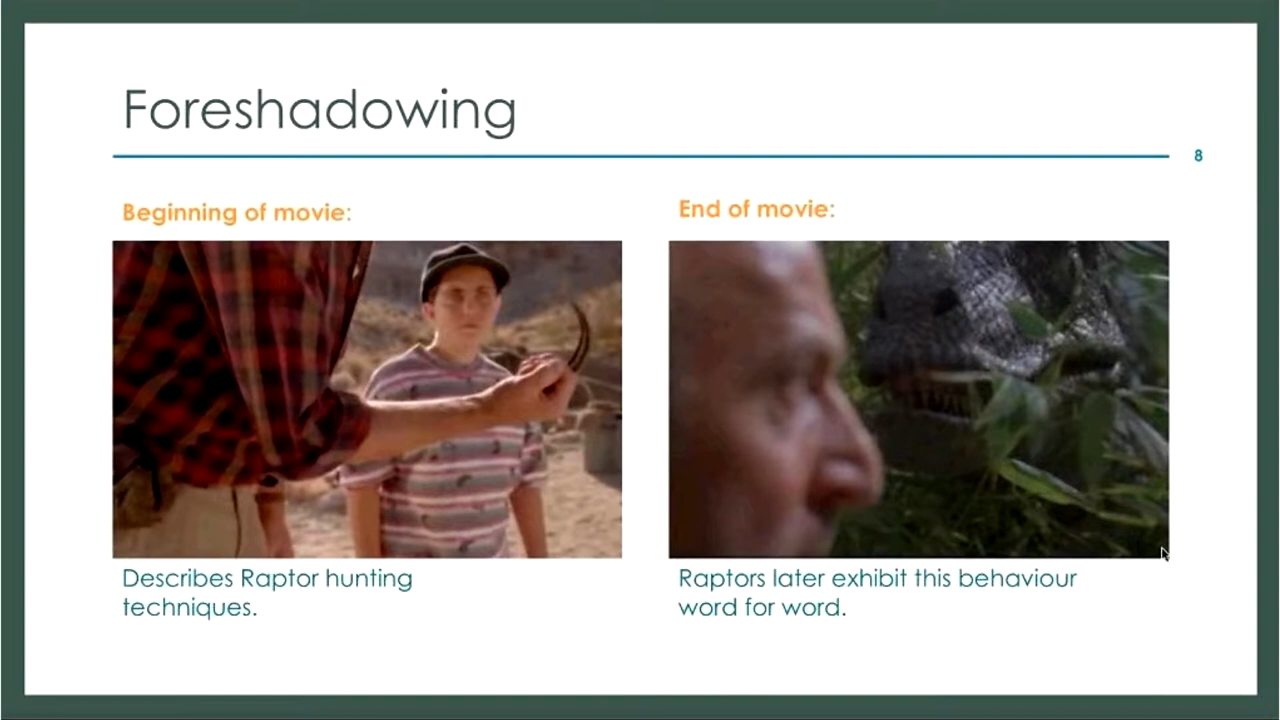 Foreshadowing
8
Beginning of movie:
End of movie:
Describes Raptor hunting
techniques.
Raptors later exhibit this behaviour
word for word.